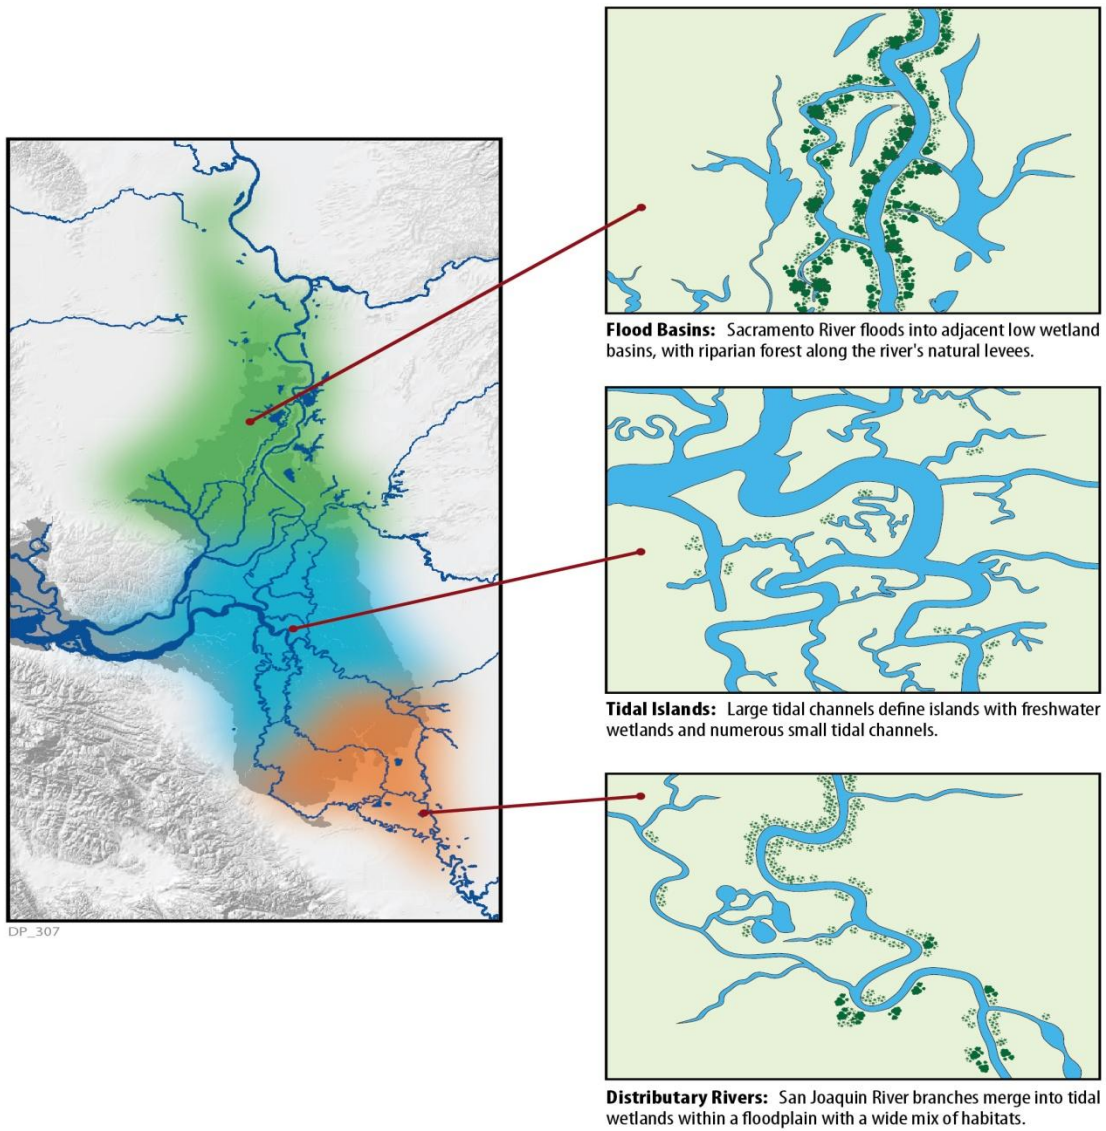 Flood Basins: Sacramento River floods into adjacent low wetland
basins, with riparian forest along the river's natural levees.
Tidal Islands: Large tidal channels define islands with freshwater
wetlands and numerous small tidal channels.
DP_307
Distributary Rivers: San Joaquin River branches merge into tidal
wetlands within a floodplain with a wide mix of habitats.